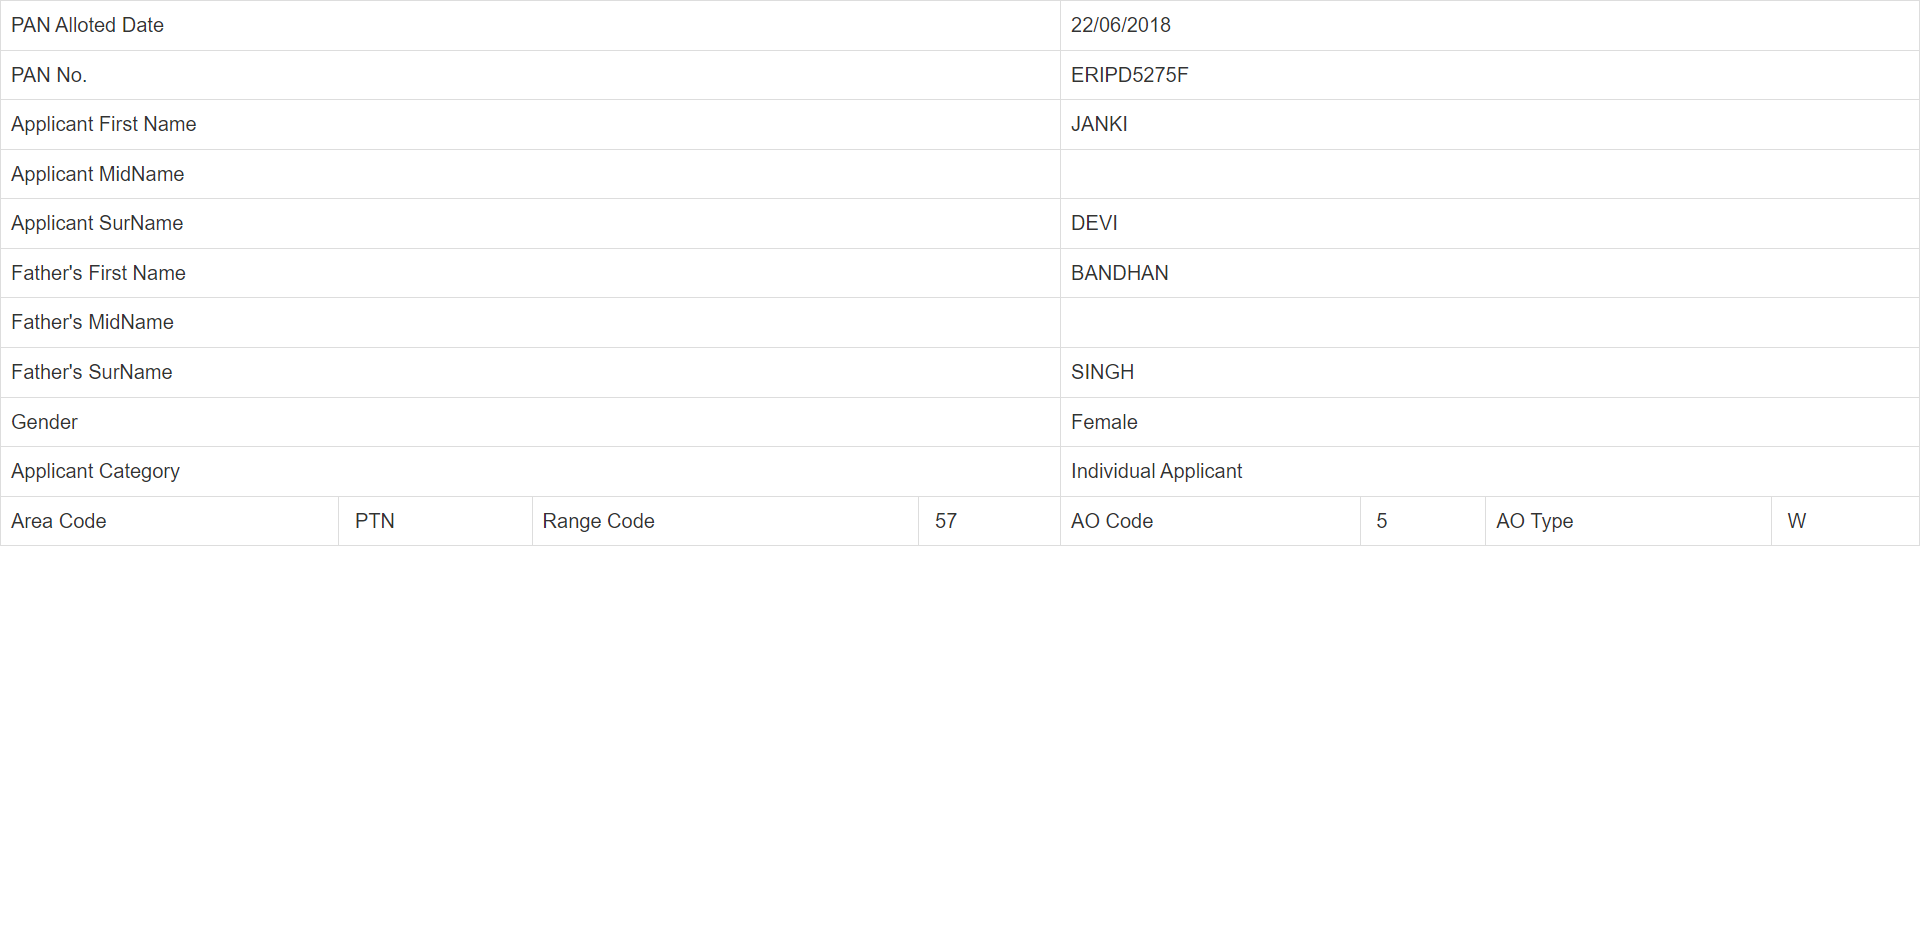 PAN Alloted Date 22/06/2018
PAN No. ERIPD5275F
Applicant First Name JANKI
Applicant MidName
Applicant SurName DEVI
Father's First Name BANDHAN
Father's MidName
Father's SurName SINGH
Gender Female
Applicant Category Individual Applicant
Area Code PTN Range Code 57 AO Code 5 AO Type W